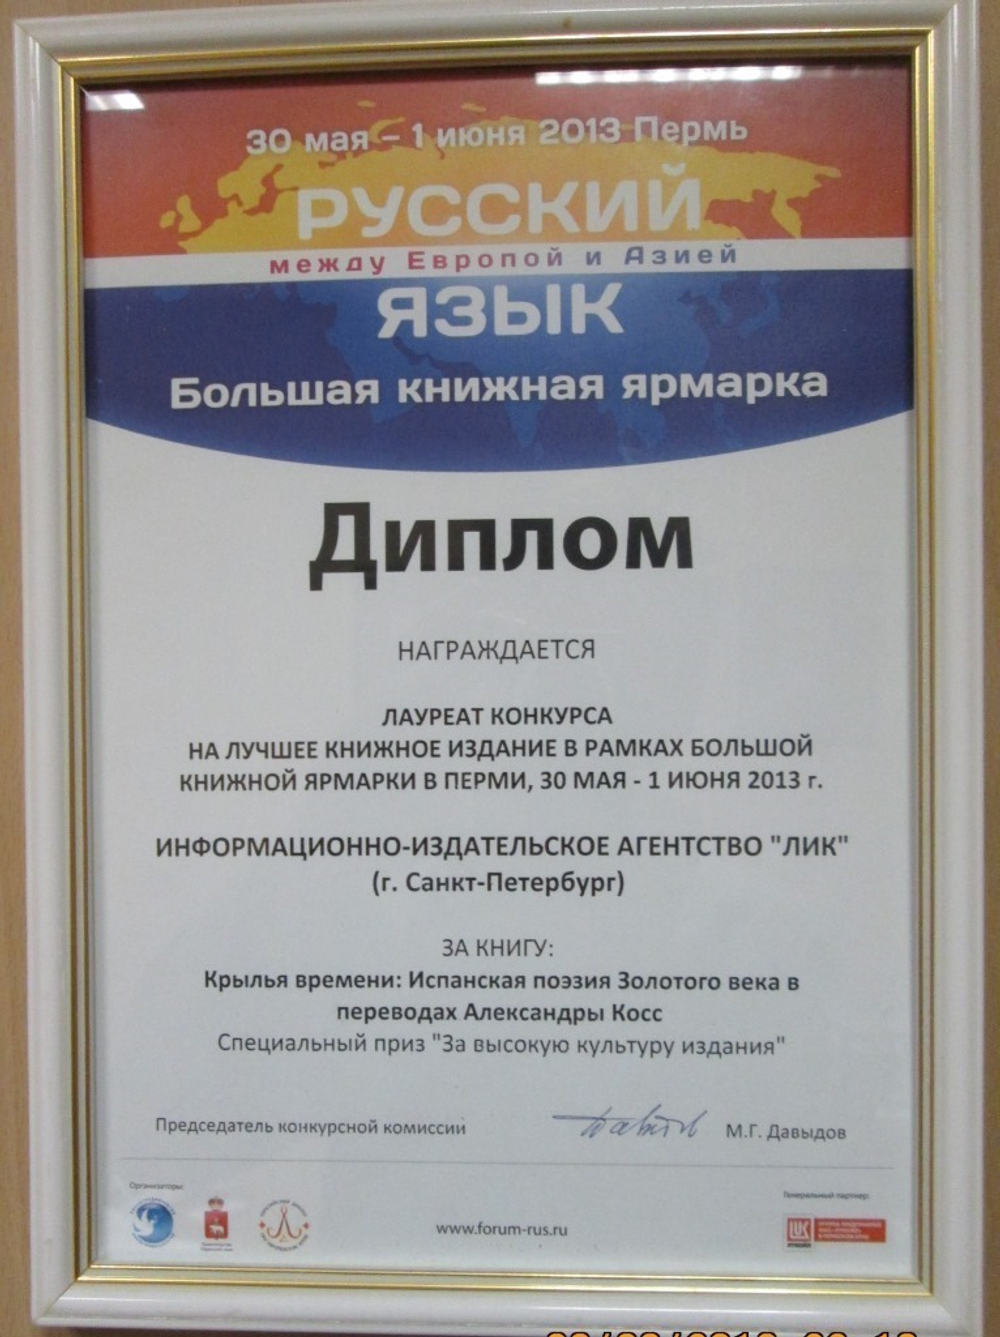 30 мая – 1 июня 2013 Пермь
РУССКИЙ
между Европой и Азией
ЯЗЫК
Большая книжная ярмарка
Диплом
НАГРАЖДАЕТСЯ
ЛАУРЕАТ КОНКУРСА
НА ЛУЧШЕЕ КНИЖНОЕ ИЗДАНИЕ В РАМКАХ БОЛЬШОЙ
КНИЖНОЙ ЯРМАРКИ В ПЕРМИ, 30 МАЯ - 1 ИЮНЯ 2013 г.
ИНФОРМАЦИОННО-ИЗДАТЕЛЬСКОЕ АГЕНТСТВО "ЛИК"
(г. Санкт-Петербург)
ЗА КНИГУ:
Крылья времени: Испанская поэзия Золотого века в
переводах Александры Косс
Специальный приз "За высокую культуру издания"
Председатель конкурсной комиссии
М.Г. Давыдов
Организаторы:
Генеральный партнер:
www.forum-rus.ru
ЛУКОЙЛ